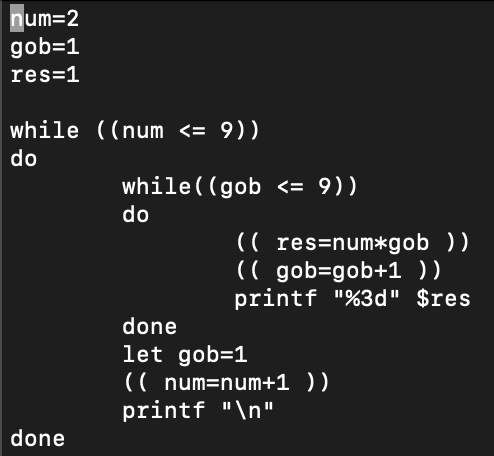 num=2
gob=1
res=1

while ((num <= 9))
do
        while((gob <= 9))
        do
                (( res=num*gob ))
                (( gob=gob+1 ))
                printf "%3d" $res
        done
        let gob=1
        (( num=num+1 ))
        printf "\n"
done